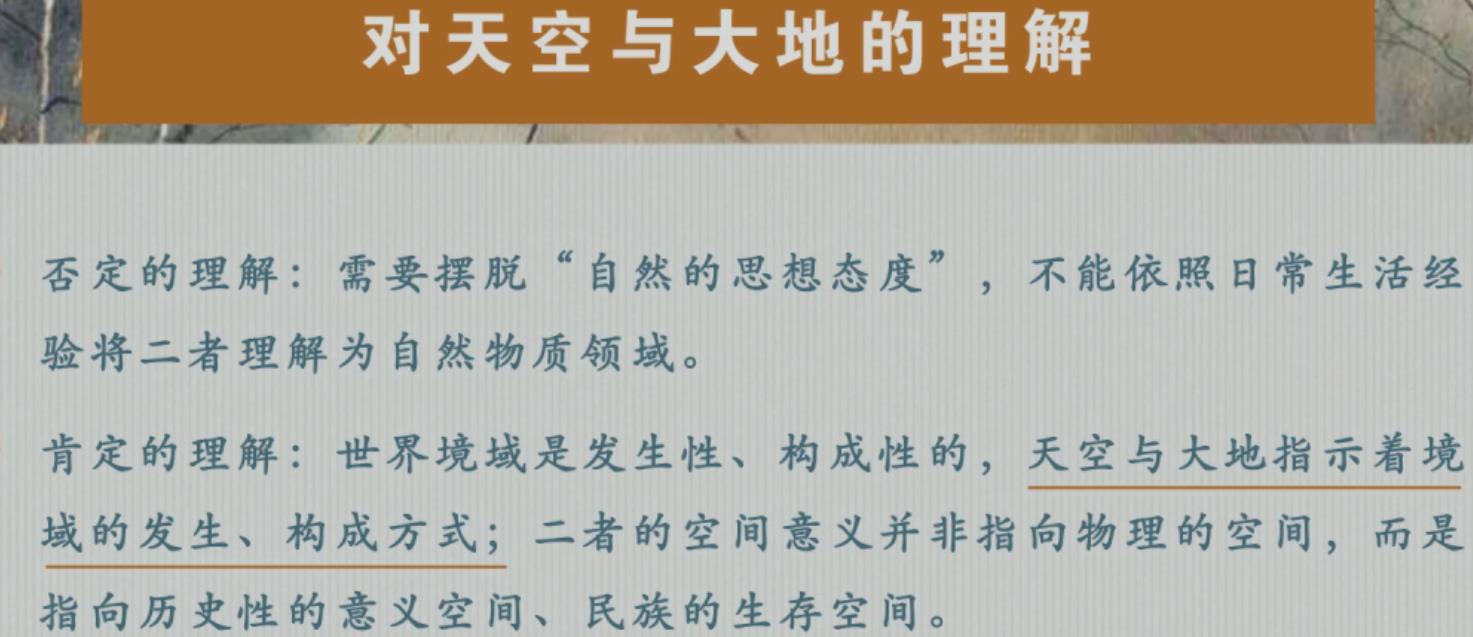 对天空与大地的理解
否定的理解：需要摆脱“自然的思想态度”，不能依照日常生活经
验将二者理解为自然物质领域。
肯定的理解：世界境域是发生性、构成性的，天空与大地指示着境
域的发生、构成方式；二者的空间意义并非指向物理的空间，而是
指向历史性的意义空间、民族的生存空间。